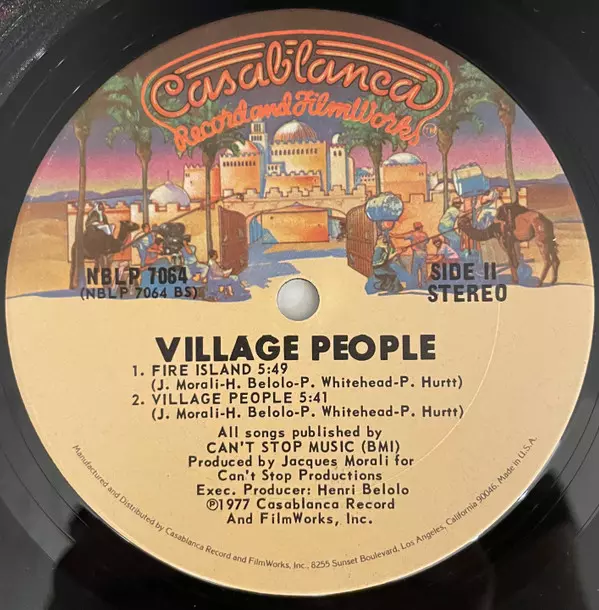 Casablanca
Record and FilmWorks
TM
NBLP 7064
(NBLP 7064 BS)
SIDE II
STEREO
VILLAGE PEOPLE
1. FIRE ISLAND 5:49
(J. Morali-H. Belolo-P. Whitehead-P. Hurtt)
2. VILLAGE PEOPLE 5:41
(J. Morali-H. Belolo-P. Whitehead-P. Hurtt)
All songs published by
CAN'T STOP MUSIC (BMI)
Produced by Jacques Morali for
Can't Stop Productions
Exec. Producer: Henri Belolo
℗1977 Casablanca Record
And FilmWorks, Inc.
Manufactured and Distributed by Casablanca Record and FilmWorks, Inc., 8255 Sunset Boulevard, Los Angeles, California 90046. Made in U.S.A.